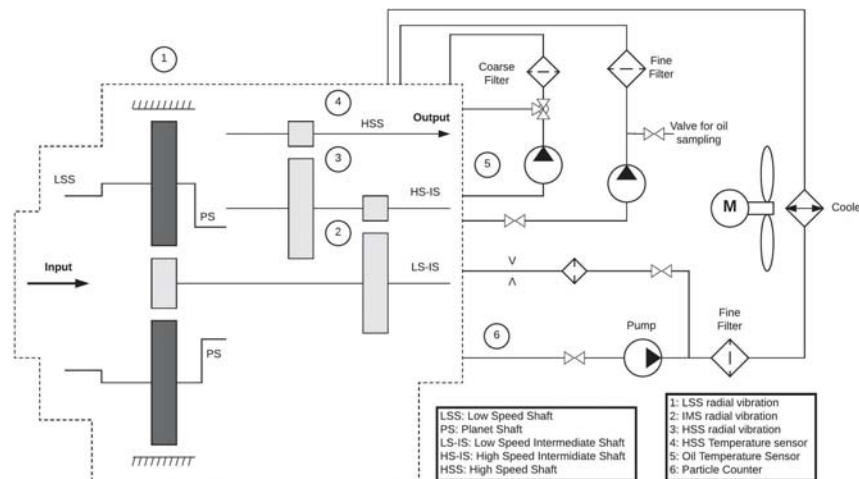 1
Coarse
Filter
Fine
Filter
4
HSS
Output
3
5
Valve for oil
sampling
LSS
PS
HS-IS
M
Coole
2
Input
LS-IS
V
Λ
Pump
Fine
Filter
PS
6
LSS: Low Speed Shaft
PS: Planet Shaft
LS-IS: Low Speed Intermediate Shaft
HS-IS: High Speed Intermidiate Shaft
HSS: High Speed Shaft
1: LSS radial vibration
2: IMS radial vibration
3: HSS radial vibration
4: HSS Temperature sensor
5: Oil Temperature Sensor
6: Particle Counter